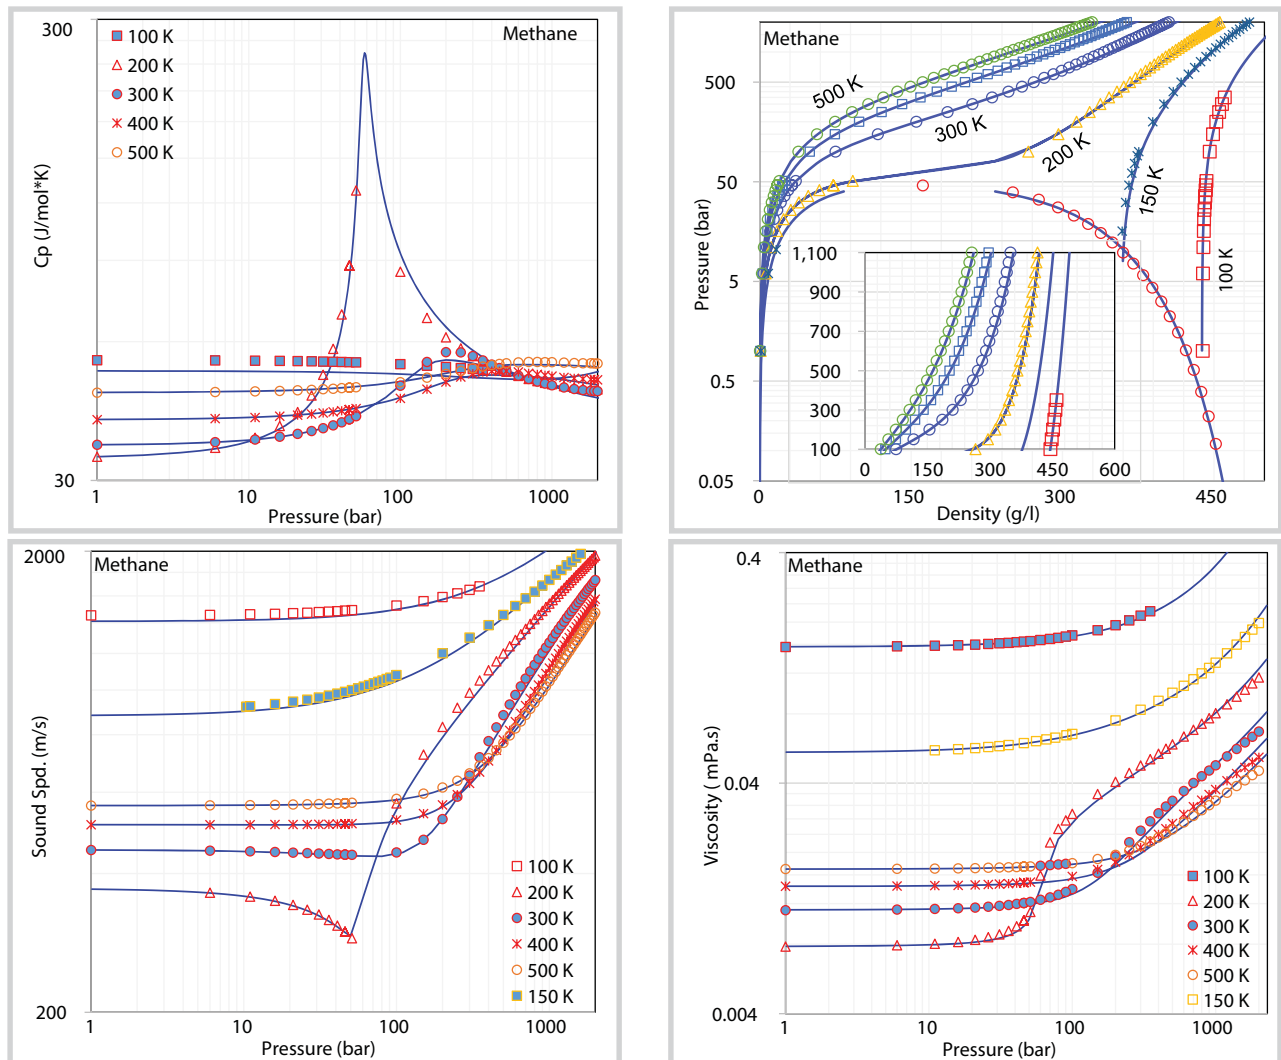 300
Methane
100 K
200 K
300 K
400 K
500 K
Cp (J/mol*K)
30
1
10
100
1000
Pressure (bar)
Methane
500
50
5
0.5
0.05
Pressure (bar)
500 K
300 K
200 K
150 K
100 K
1,100
900
700
500
300
100
0
150
300
450
600
0
150
300
450
Density (g/l)
2000
Methane
Sound Spd. (m/s)
200
100 K
200 K
300 K
400 K
500 K
150 K
1
10
100
1000
Pressure (bar)
0.4
Methane
Viscosity (mPa.s)
0.04
0.004
100 K
200 K
300 K
400 K
500 K
150 K
1
10
100
1000
Pressure (bar)